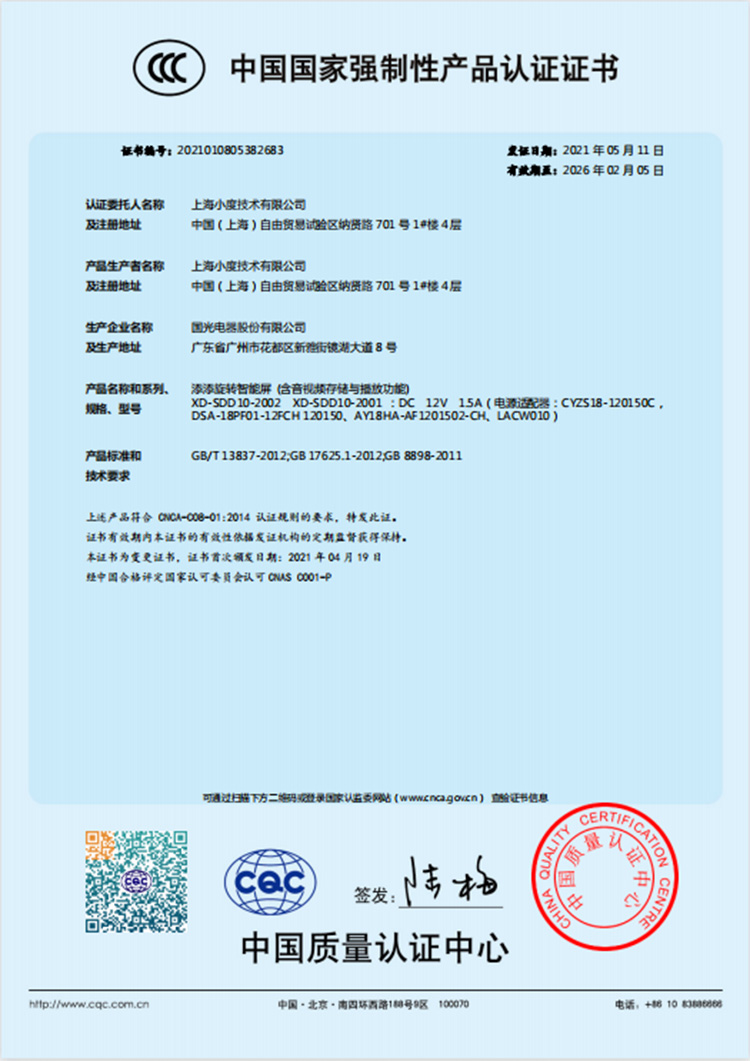 CCC 中国国家强制性产品认证证书
证书编号：2021010805382683 发证日期：2021 年 05 月 11 日
有效期至：2026 年 02 月 05 日
认证委托人名称 上海小度技术有限公司
及注册地址 中国（上海）自由贸易试验区纳贤路 701 号 1#楼 4 层
产品生产者名称 上海小度技术有限公司
及注册地址 中国（上海）自由贸易试验区纳贤路 701 号 1#楼 4 层
生产企业名称 国光电器股份有限公司
及生产地址 广东省广州市花都区新雅街镜湖大道 8 号
产品名称和系列、 添添旋转智能屏 (含音视频存储与播放功能)
规格、型号 XD-SDD10-2002 XD-SDD10-2001 ：DC 12V 1.5A（电源适配器：CYZS18-120150C，
DSA-18PF01-12FCH 120150、AY18HA-AF1201502-CH、LACW010）
产品标准和 GB/T 13837-2012;GB 17625.1-2012;GB 8898-2011
技术要求
上述产品符合 CNCA-C08-01:2014 认证规则的要求，特发此证。
证书有效期内本证书的有效性依据发证机构的定期监督获得保持。
本证书为变更证书，证书首次颁发日期：2021 年 04 月 19 日
经中国合格评定国家认可委员会认可 CNAS C001-P
可通过扫描下方二维码或登录国家认监委网站（www.cnca.gov.cn） 查验证书信息
CQC
CQC
签发：陆梅
CHINA QUALITY CERTIFICATION CENTRE
中国质量认证中心
中国质量认证中心
http://www.cqc.com.cn 中国·北京·南四环西路188号9区 100070 电话：+86 10 83886666